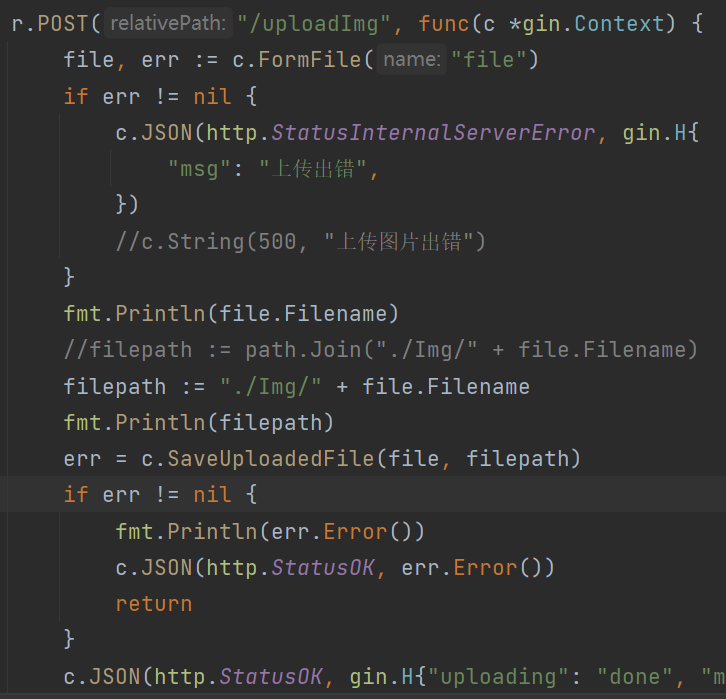 r.POST( relativePath: "/uploadImg", func(c *gin.Context) {
file, err := c.FormFile( name: "file")
if err != nil {
c.JSON(http.StatusInternalServerError, gin.H{
"msg": "上传出错",
})
//c.String(500, "上传图片出错")
}
fmt.Println(file.Filename)
//filepath := path.Join("./Img/" + file.Filename)
filepath := "./Img/" + file.Filename
fmt.Println(filepath)
err = c.SaveUploadedFile(file, filepath)
if err != nil {
fmt.Println(err.Error())
c.JSON(http.StatusOK, err.Error())
return
}
c.JSON(http.StatusOK, gin.H{"uploading": "done", "m